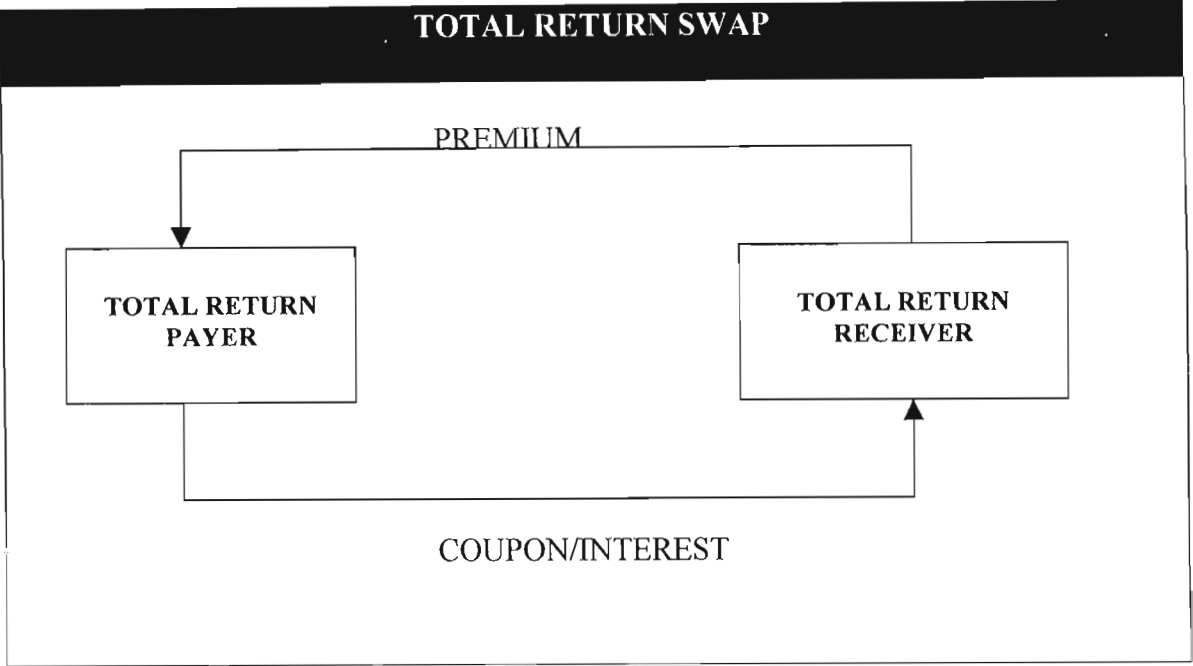 TOTAL RETURN SWAP
PREMIUM
TOTAL RETURN
PAYER
TOTAL RETURN
RECEIVER
COUPON/INTEREST